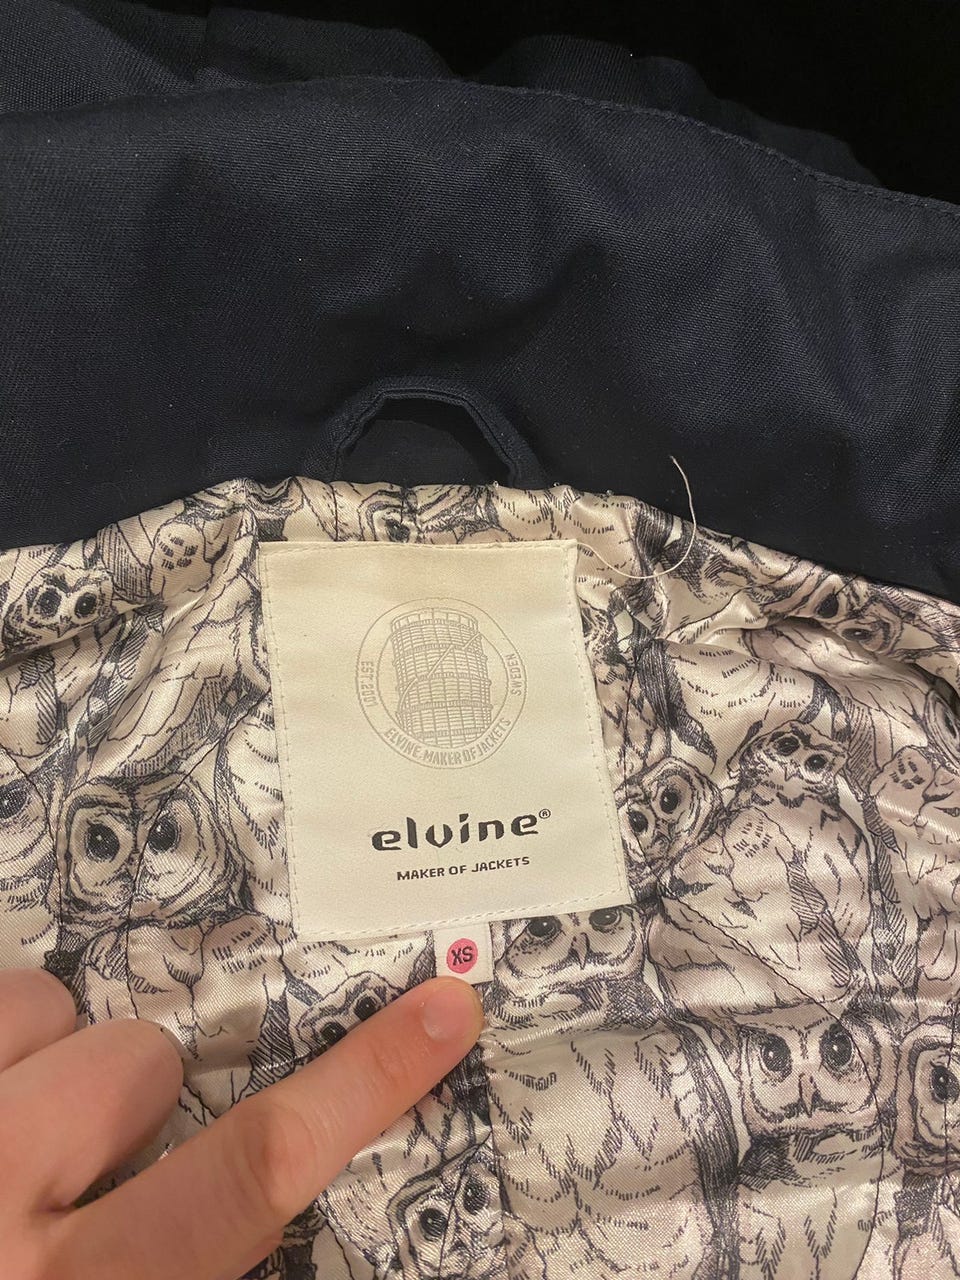 EST. 2001
SWEDEN
ELVINE. MAKER OF JACKETS
elvine®
MAKER OF JACKETS
XS